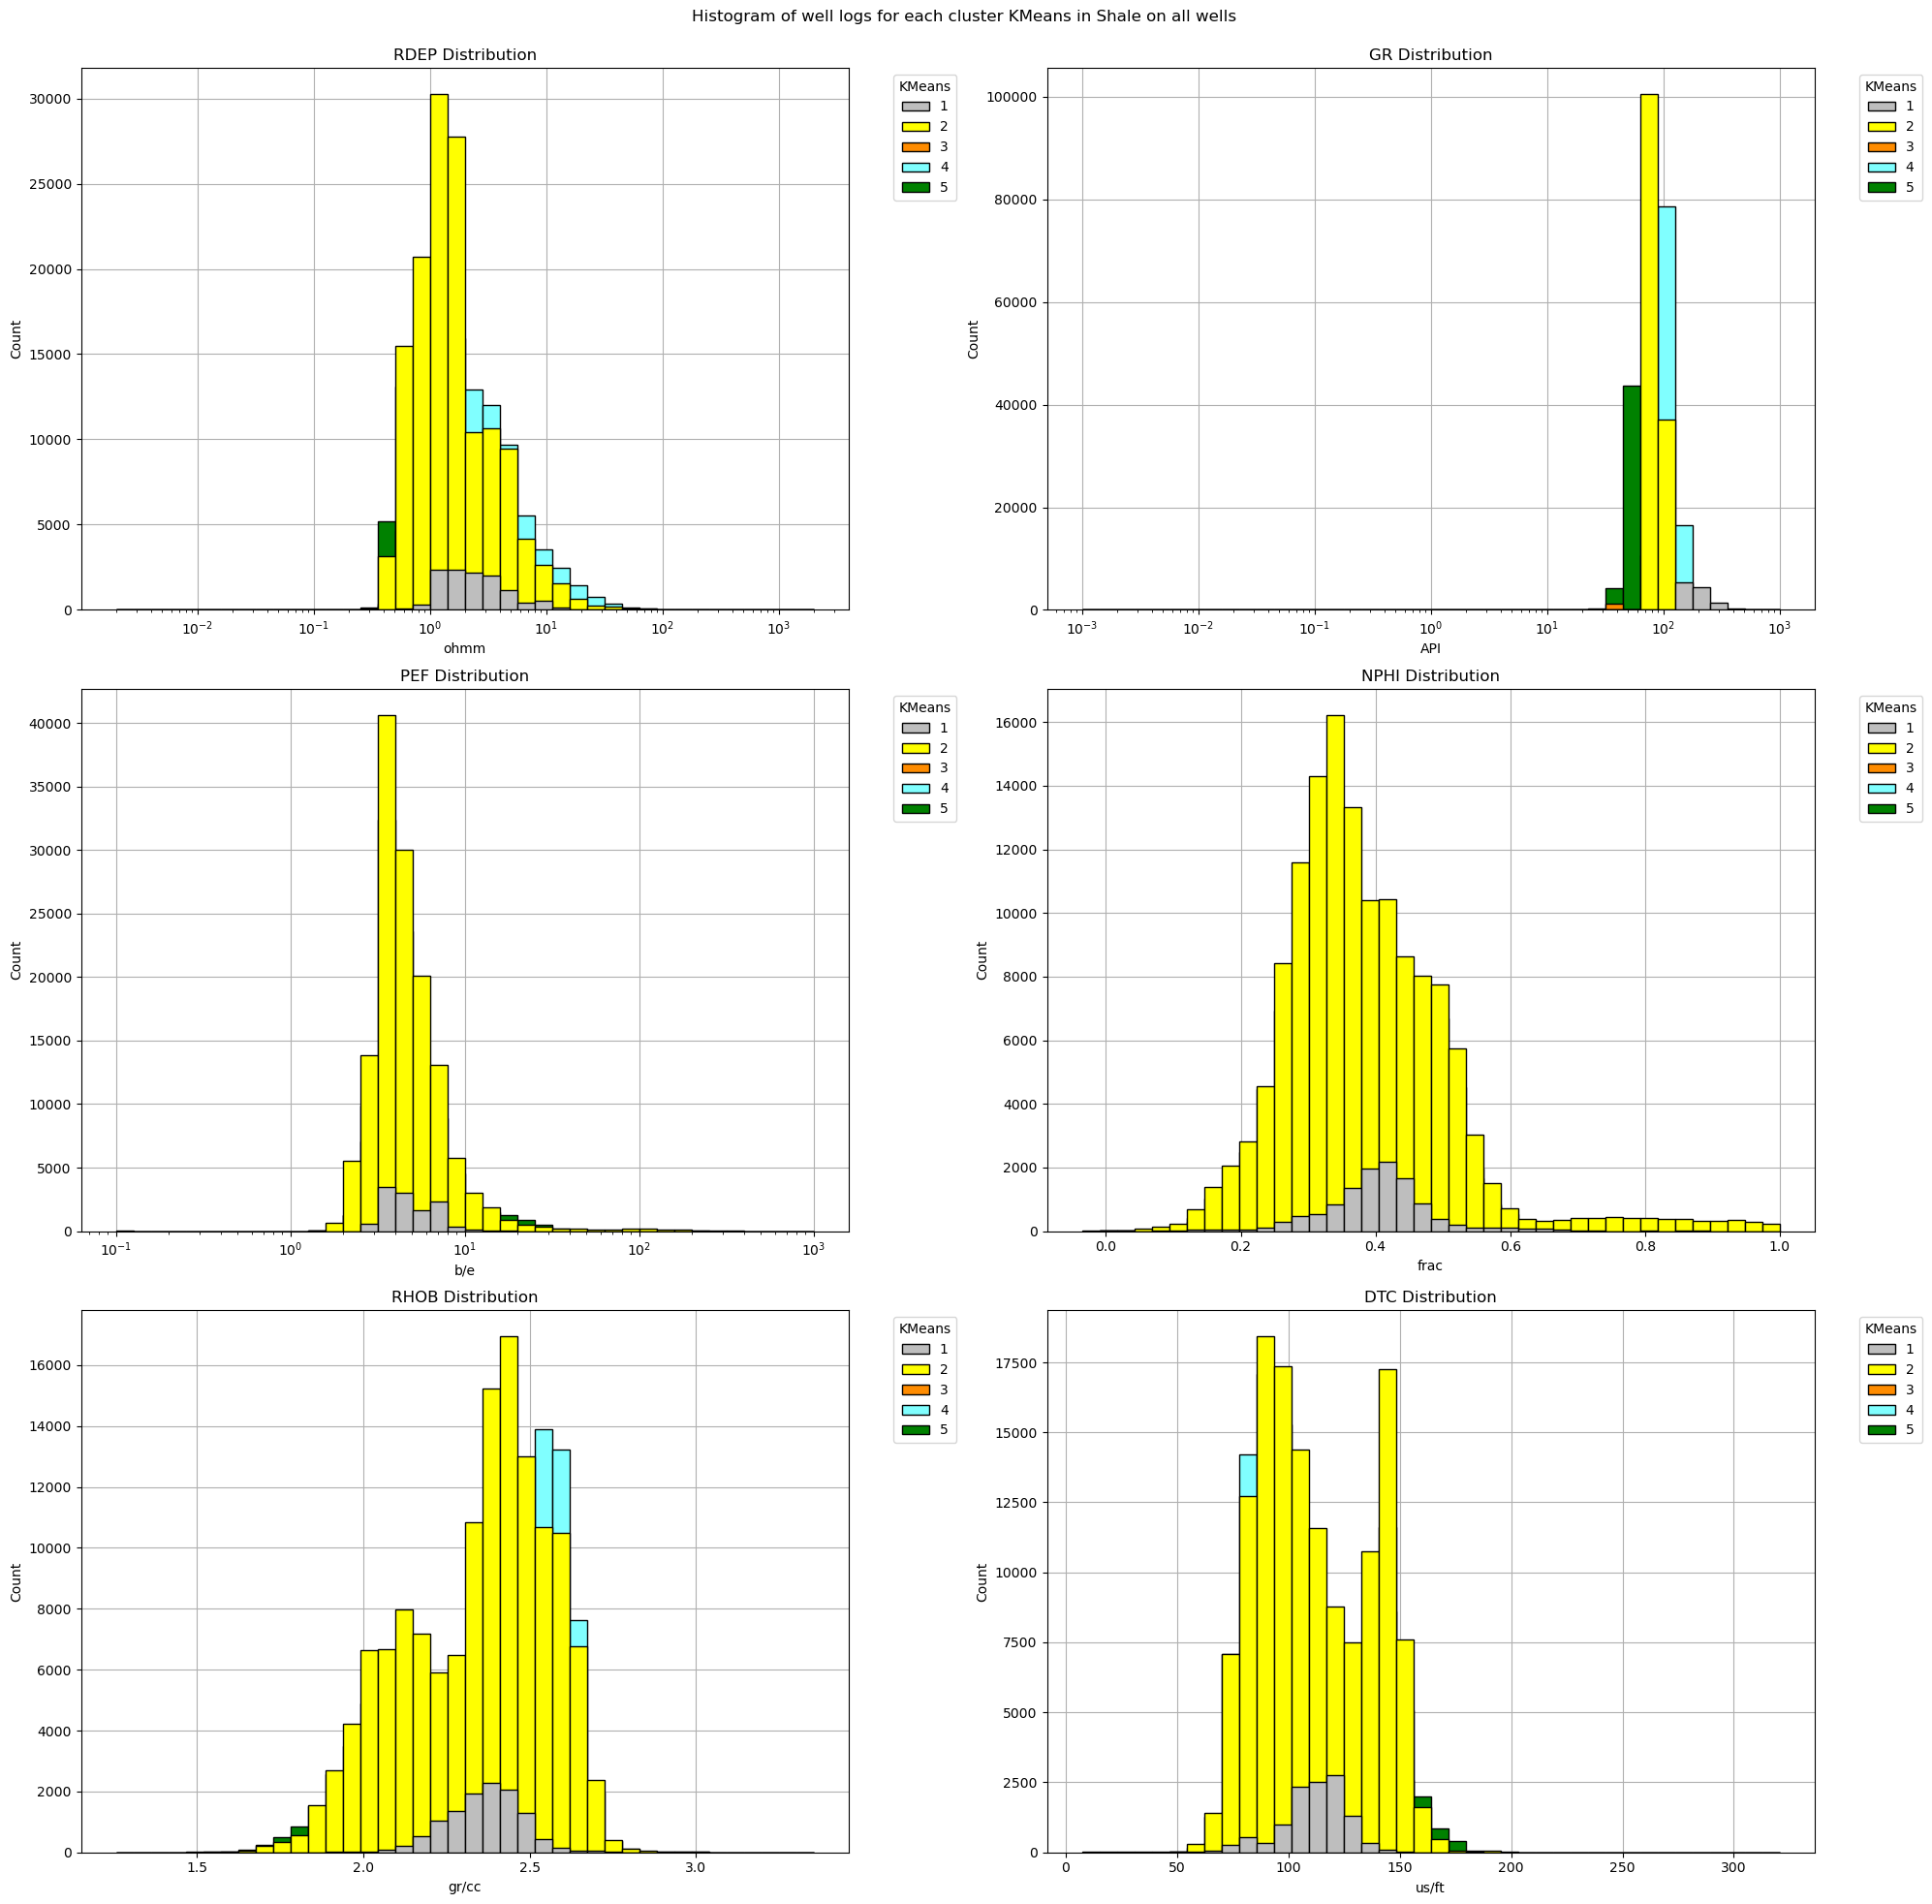 Histogram of well logs for each cluster KMeans in Shale on all wells
RDEP Distribution
Count
30000
25000
20000
15000
10000
5000
0
10⁻² 10⁻¹ 10⁰ 10¹ 10² 10³
ohmm
KMeans
1
2
3
4
5
GR Distribution
Count
100000
80000
60000
40000
20000
0
10⁻³ 10⁻² 10⁻¹ 10⁰ 10¹ 10² 10³
API
KMeans
1
2
3
4
5
PEF Distribution
Count
40000
35000
30000
25000
20000
15000
10000
5000
0
10⁻¹ 10⁰ 10¹ 10² 10³
b/e
KMeans
1
2
3
4
5
NPHI Distribution
Count
16000
14000
12000
10000
8000
6000
4000
2000
0
0.0 0.2 0.4 0.6 0.8 1.0
frac
KMeans
1
2
3
4
5
RHOB Distribution
Count
16000
14000
12000
10000
8000
6000
4000
2000
0
1.5 2.0 2.5 3.0
gr/cc
KMeans
1
2
3
4
5
DTC Distribution
Count
17500
15000
12500
10000
7500
5000
2500
0
0 50 100 150 200 250 300
us/ft
KMeans
1
2
3
4
5